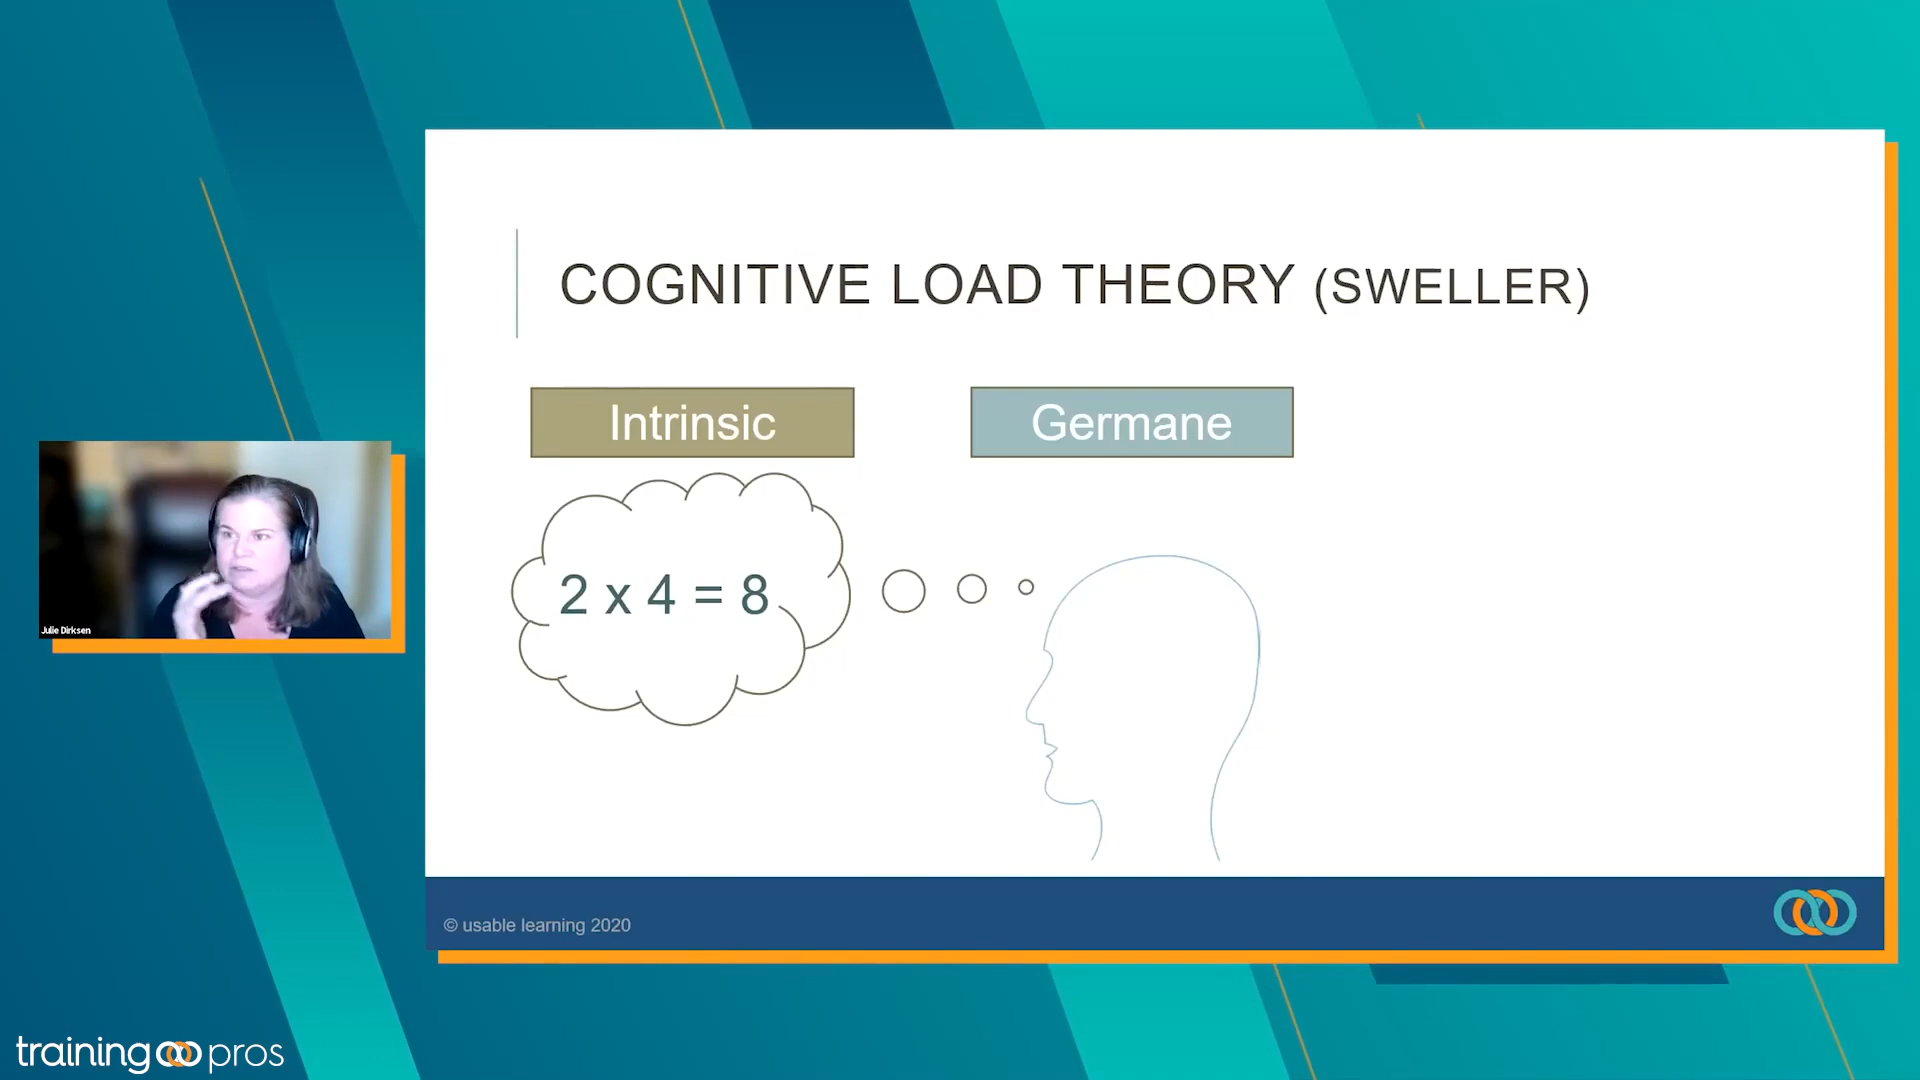 COGNITIVE LOAD THEORY (SWELLER)
Intrinsic
Germane
2 x 4 = 8
Julie Dirksen
© usable learning 2020
training pros